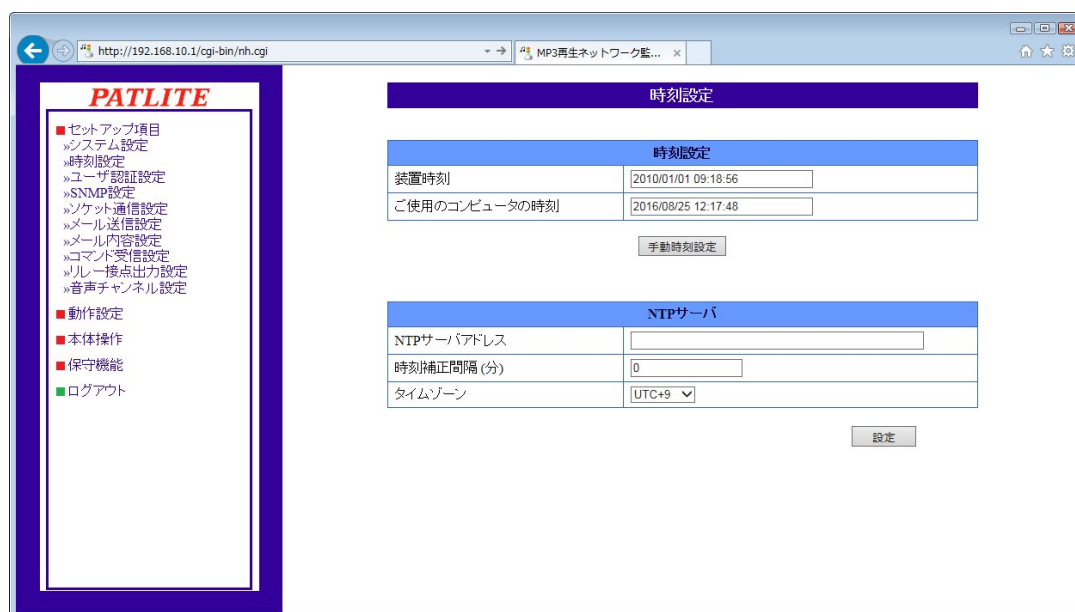 http://192.168.10.1/cgi-bin/nh.cgi
MP3再生ネットワーク監...
PATLITE
セットアップ項目
»システム設定
»時刻設定
»ユーザ認証設定
»SNMP設定
»ソケット通信設定
»メール送信設定
»メール内容設定
»コマンド受信設定
»リレー接点出力設定
»音声チャンネル設定
動作設定
本体操作
保守機能
ログアウト
時刻設定
時刻設定
装置時刻 2010/01/01 09:18:56
ご使用のコンピュータの時刻 2016/08/25 12:17:48
手動時刻設定
NTPサーバ
NTPサーバアドレス
時刻補正間隔(分) 0
タイムゾーン UTC+9
設定